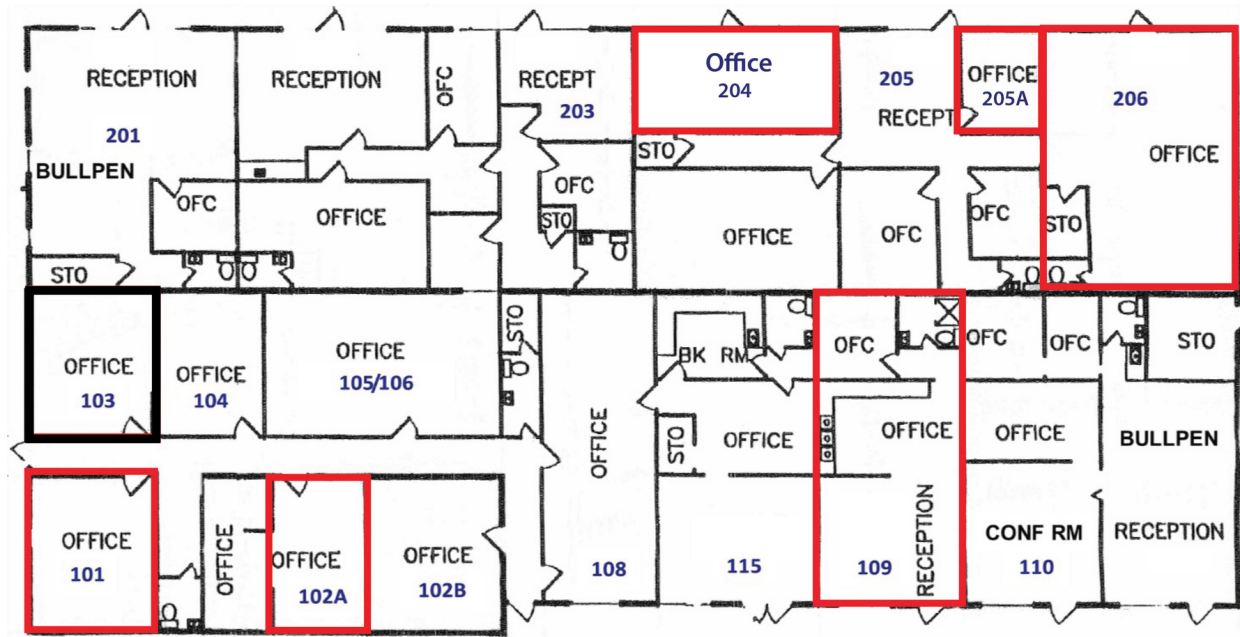 RECEPTION
201
BULLPEN
OFC
STO
RECEPTION
OFC
OFFICE
RECEPT
203
OFC
STO
Office
204
STO
OFFICE
205
RECEPT
OFC
OFFICE
205A
OFC
206
OFFICE
STO
OFFICE
103
OFFICE
104
OFFICE
105/106
STO
OFFICE
108
BK RM
STO
OFFICE
115
OFC
OFFICE
RECEPTION
109
OFC
OFC
STO
OFFICE
BULLPEN
CONF RM
110
RECEPTION
OFFICE
101
OFFICE
OFFICE
102A
OFFICE
102B